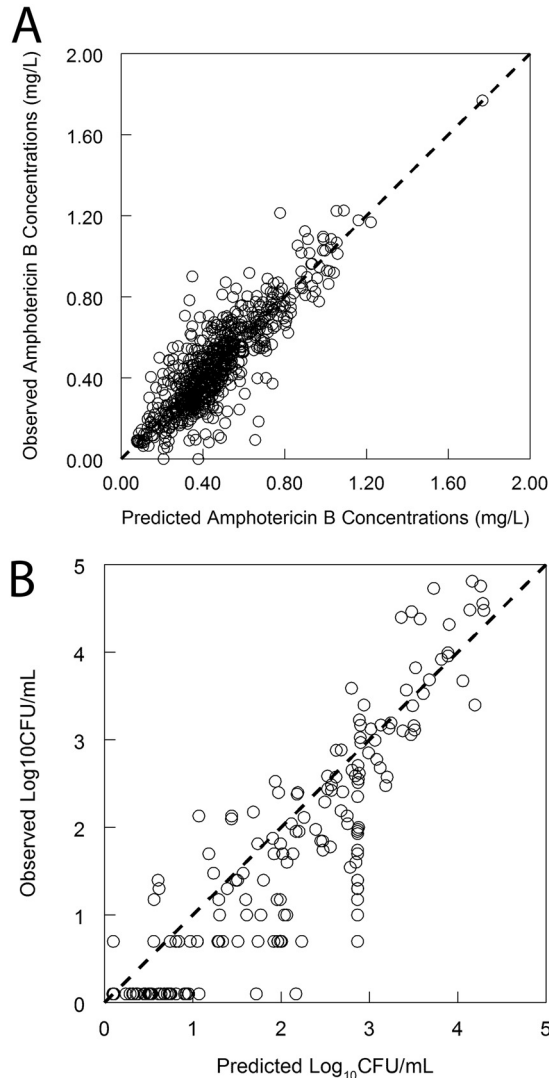 A
2.00
1.60
1.20
0.80
0.40
0.00
Observed Amphotericin B Concentrations (mg/L)
0.00 0.40 0.80 1.20 1.60 2.00
Predicted Amphotericin B Concentrations (mg/L)
B
5
4
3
2
1
0
Observed Log10CFU/mL
0 1 2 3 4 5
Predicted Log₁₀CFU/mL